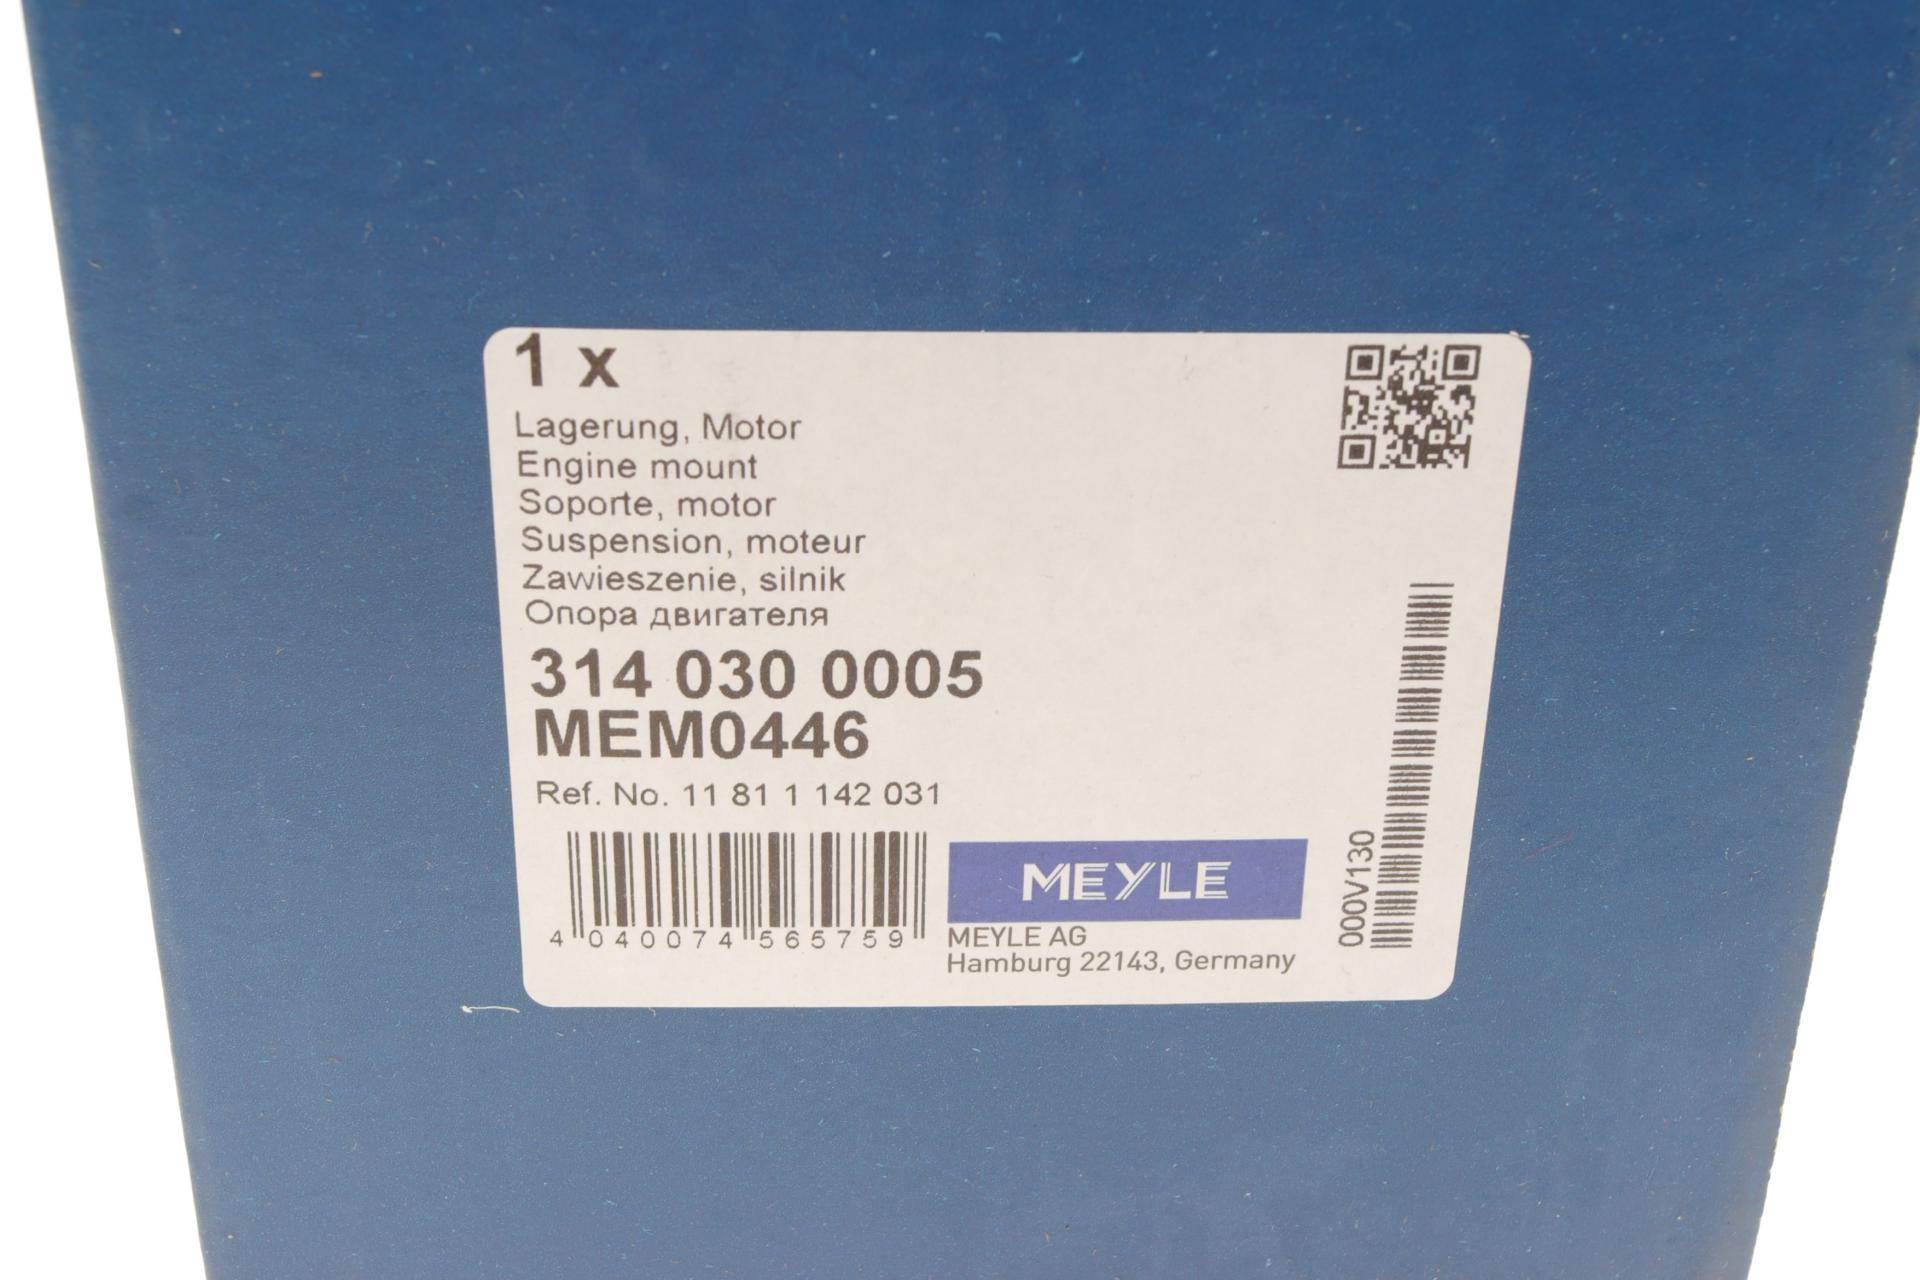 1 x
Lagerung, Motor
Engine mount
Soporte, motor
Suspension, moteur
Zawieszenie, silnik
Опора двигателя
314 030 0005
MEM0446
Ref. No. 11 81 1 142 031
4 040074 565759
MEYLE
MEYLE AG
Hamburg 22143, Germany
000V130